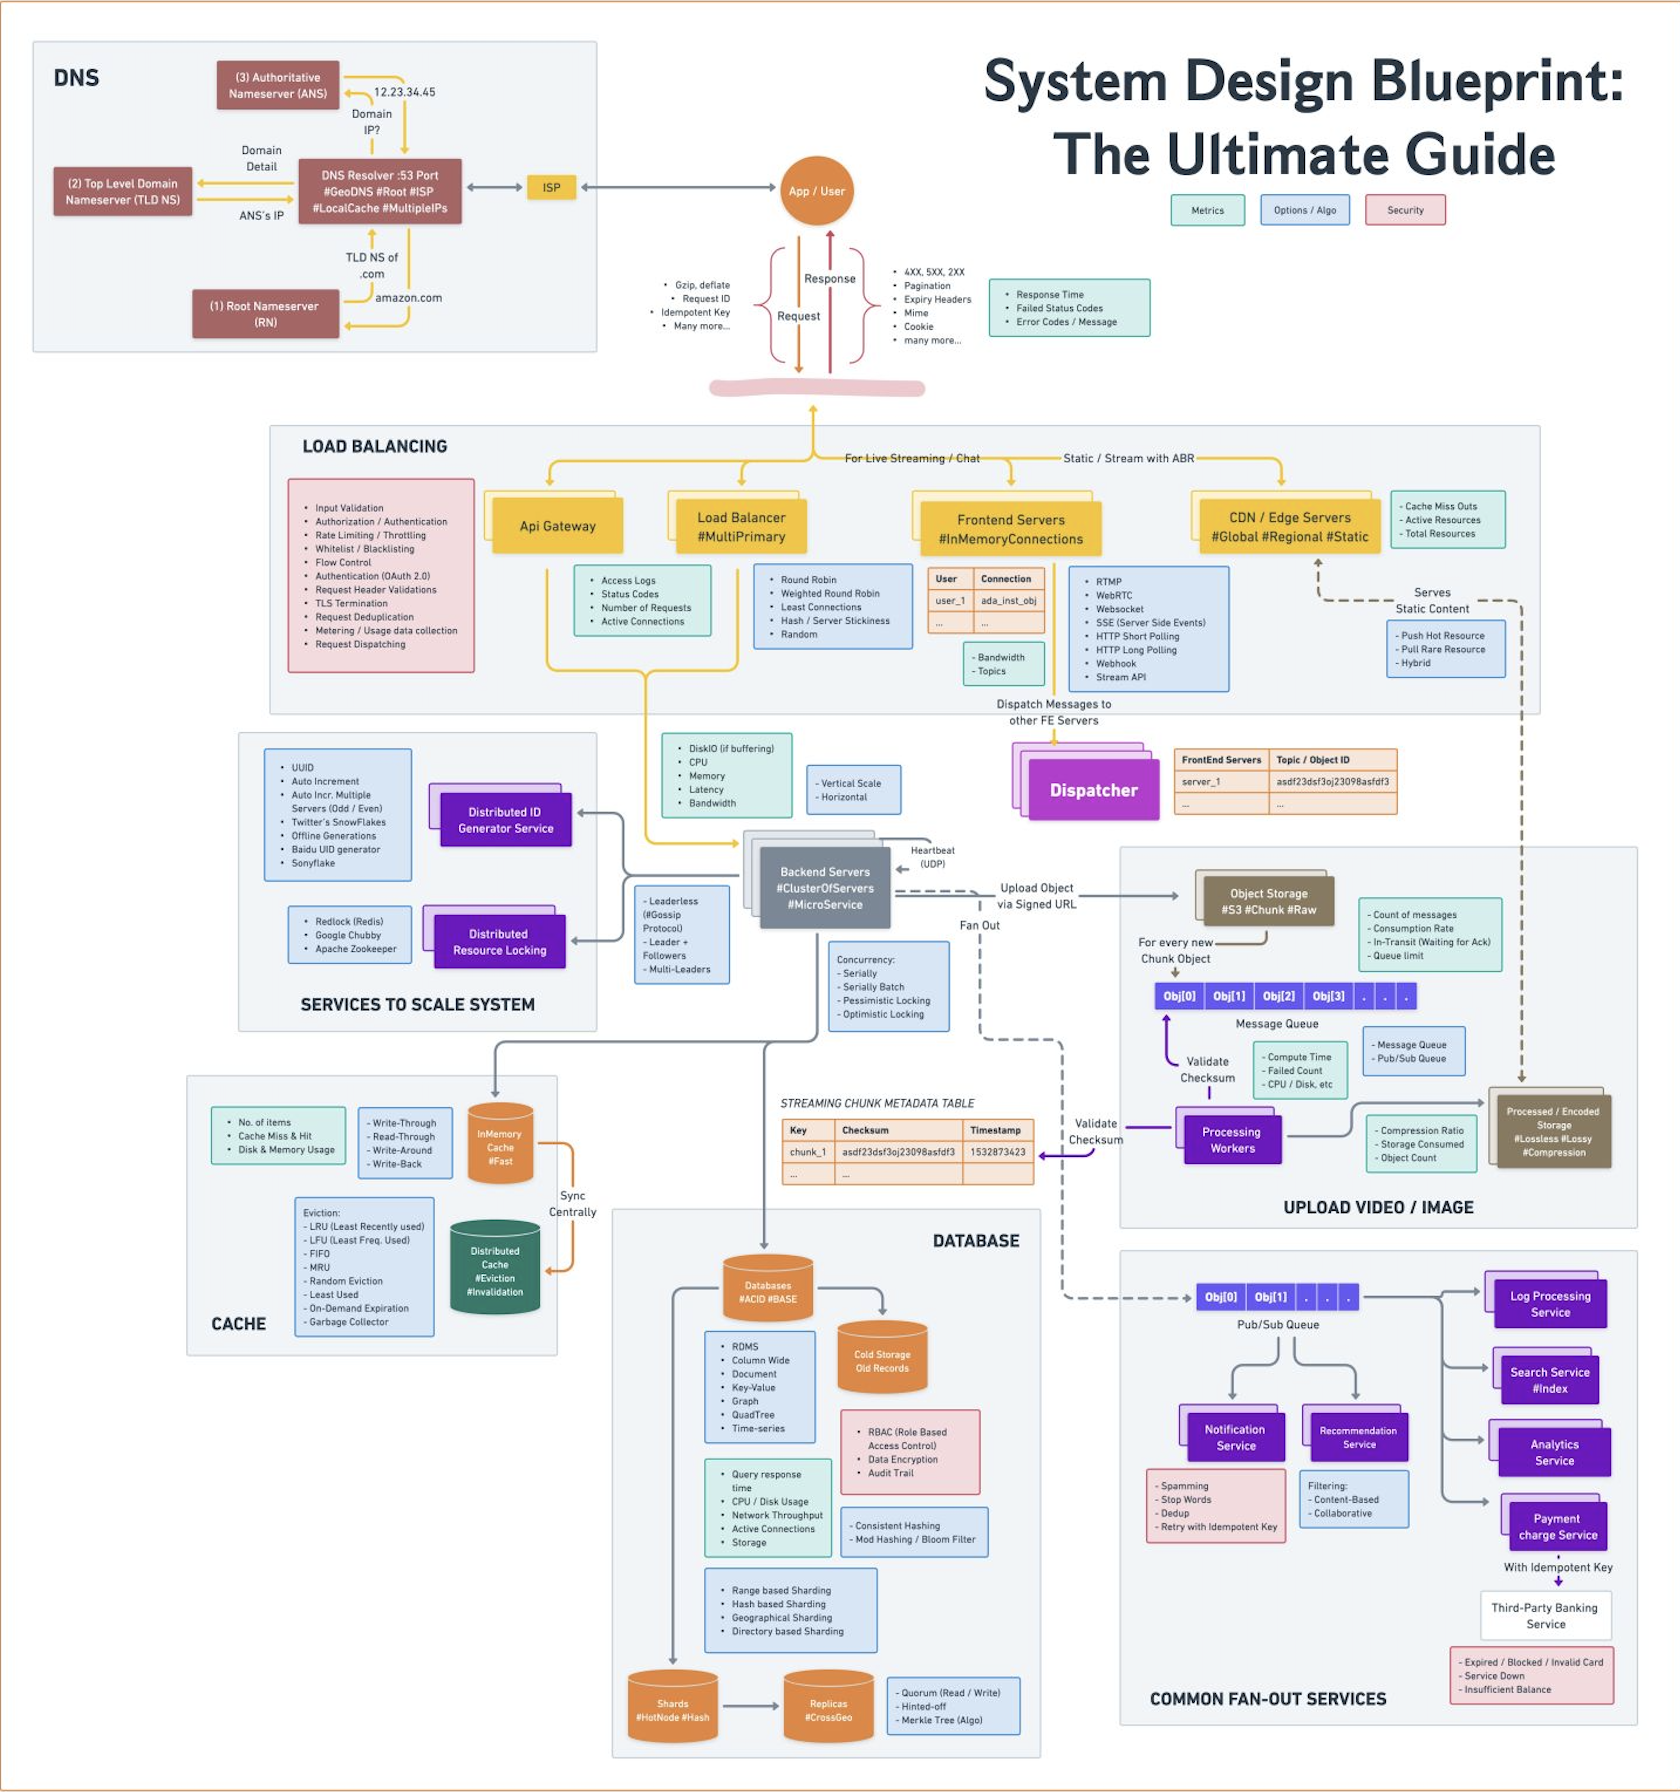 System Design Blueprint:
The Ultimate Guide
Metrics
Options / Algo
Security
DNS
(3) Authoritative
Nameserver (ANS)
12.23.34.45
Domain
IP?
Domain
Detail
(2) Top Level Domain
Nameserver (TLD NS)
ANS's IP
DNS Resolver :53 Port
#GeoDNS #Root #ISP
#LocalCache #MultipleIPs
TLD NS of
.com
amazon.com
(1) Root Nameserver
(RN)
ISP
App / User
• Gzip, deflate
• Request ID
• Idempotent Key
• Many more...
Request
Response
• 4XX, 5XX, 2XX
• Pagination
• Expiry Headers
• Mime
• Cookie
• many more...
• Response Time
• Failed Status Codes
• Error Codes / Message
LOAD BALANCING
For Live Streaming / Chat
Static / Stream with ABR
• Input Validation
• Authorization / Authentication
• Rate Limiting / Throttling
• Whitelist / Blacklisting
• Flow Control
• Authentication (OAuth 2.0)
• Request Header Validations
• TLS Termination
• Request Deduplication
• Metering / Usage data collection
• Request Dispatching
Api Gateway
Load Balancer
#MultiPrimary
Frontend Servers
#InMemoryConnections
CDN / Edge Servers
#Global #Regional #Static
- Cache Miss Outs
- Active Resources
- Total Resources
• Access Logs
• Status Codes
• Number of Requests
• Active Connections
• Round Robin
• Weighted Round Robin
• Least Connections
• Hash / Server Stickiness
• Random
User Connection
user_1 ada_inst_obj
... ...
- Bandwidth
- Topics
• RTMP
• WebRTC
• Websocket
• SSE (Server Side Events)
• HTTP Short Polling
• HTTP Long Polling
• Webhook
• Stream API
Serves
Static Content
- Push Hot Resource
- Pull Rare Resource
- Hybrid
Dispatch Messages to
other FE Servers
Dispatcher
FrontEnd Servers Topic / Object ID
server_1 asdf23dsf3oj23098asfdf3
... ...
• UUID
• Auto Increment
• Auto Incr. Multiple
Servers (Odd / Even)
• Twitter's SnowFlakes
• Offline Generations
• Baidu UID generator
• Sonyflake
Distributed ID
Generator Service
• Redlock (Redis)
• Google Chubby
• Apache Zookeeper
Distributed
Resource Locking
SERVICES TO SCALE SYSTEM
• DiskIO (if buffering)
• CPU
• Memory
• Latency
• Bandwidth
- Vertical Scale
- Horizontal
Backend Servers
#ClusterOfServers
#MicroService
Heartbeat
(UDP)
- Leaderless
(#Gossip
Protocol)
- Leader +
Followers
- Multi-Leaders
Concurrency:
- Serially
- Serially Batch
- Pessimistic Locking
- Optimistic Locking
Upload Object
via Signed URL
Fan Out
Object Storage
#S3 #Chunk #Raw
For every new
Chunk Object
- Count of messages
- Consumption Rate
- In-Transit (Waiting for Ack)
- Queue limit
Obj[0] Obj[1] Obj[2] Obj[3] . . .
Message Queue
- Message Queue
- Pub/Sub Queue
Validate
Checksum
- Compute Time
- Failed Count
- CPU / Disk, etc
Processing
Workers
Validate
Checksum
- Compression Ratio
- Storage Consumed
- Object Count
Processed / Encoded
Storage
#Lossless #Lossy
#Compression
UPLOAD VIDEO / IMAGE
STREAMING CHUNK METADATA TABLE
Key Checksum Timestamp
chunk_1 asdf23dsf3oj23098asfdf3 1532873423
... ...
• No. of items
• Cache Miss & Hit
• Disk & Memory Usage
- Write-Through
- Read-Through
- Write-Around
- Write-Back
InMemory
Cache
#Fast
Sync
Centrally
Eviction:
- LRU (Least Recently used)
- LFU (Least Freq. Used)
- FIFO
- MRU
- Random Eviction
- Least Used
- On-Demand Expiration
- Garbage Collector
Distributed
Cache
#Eviction
#Invalidation
CACHE
DATABASE
Databases
#ACID #BASE
Cold Storage
Old Records
• RDMS
• Column Wide
• Document
• Key-Value
• Graph
• QuadTree
• Time-series
• RBAC (Role Based
Access Control)
• Data Encryption
• Audit Trail
• Query response
time
• CPU / Disk Usage
• Network Throughput
• Active Connections
• Storage
- Consistent Hashing
- Mod Hashing / Bloom Filter
• Range based Sharding
• Hash based Sharding
• Geographical Sharding
• Directory based Sharding
Shards
#HotNode #Hash
Replicas
#CrossGeo
- Quorum (Read / Write)
- Hinted-off
- Merkle Tree (Algo)
Obj[0] Obj[1] . . .
Pub/Sub Queue
Log Processing
Service
Search Service
#Index
Analytics
Service
Payment
charge Service
Notification
Service
Recommendation
Service
- Spamming
- Stop Words
- Dedup
- Retry with Idempotent Key
Filtering:
- Content-Based
- Collaborative
With Idempotent Key
Third-Party Banking
Service
- Expired / Blocked / Invalid Card
- Service Down
- Insufficient Balance
COMMON FAN-OUT SERVICES